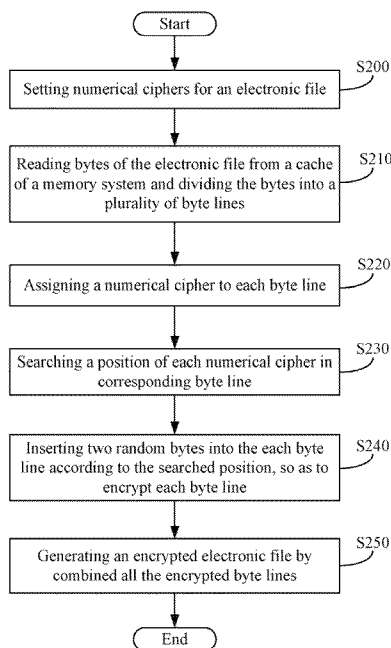 Start
S200
Setting numerical ciphers for an electronic file
S210
Reading bytes of the electronic file from a cache
of a memory system and dividing the bytes into a
plurality of byte lines
S220
Assigning a numerical cipher to each byte line
S230
Searching a position of each numerical cipher in
corresponding byte line
S240
Inserting two random bytes into the each byte
line according to the searched position, so as to
encrypt each byte line
S250
Generating an encrypted electronic file by
combined all the encrypted byte lines
End